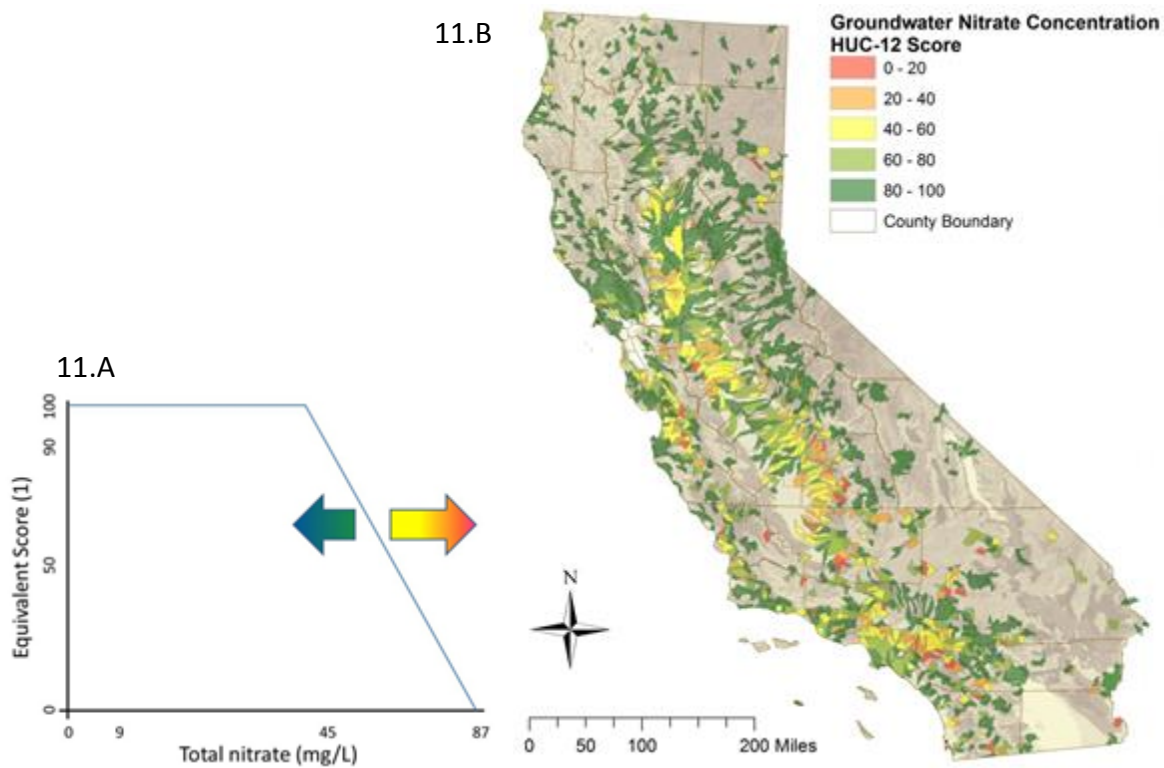 11.B
Groundwater Nitrate Concentration
HUC-12 Score
0 - 20
20 - 40
40 - 60
60 - 80
80 - 100
County Boundary
11.A
Equivalent Score (1)
100
90
50
0
0 9 45 87
Total nitrate (mg/L)
N
0 50 100 200 Miles